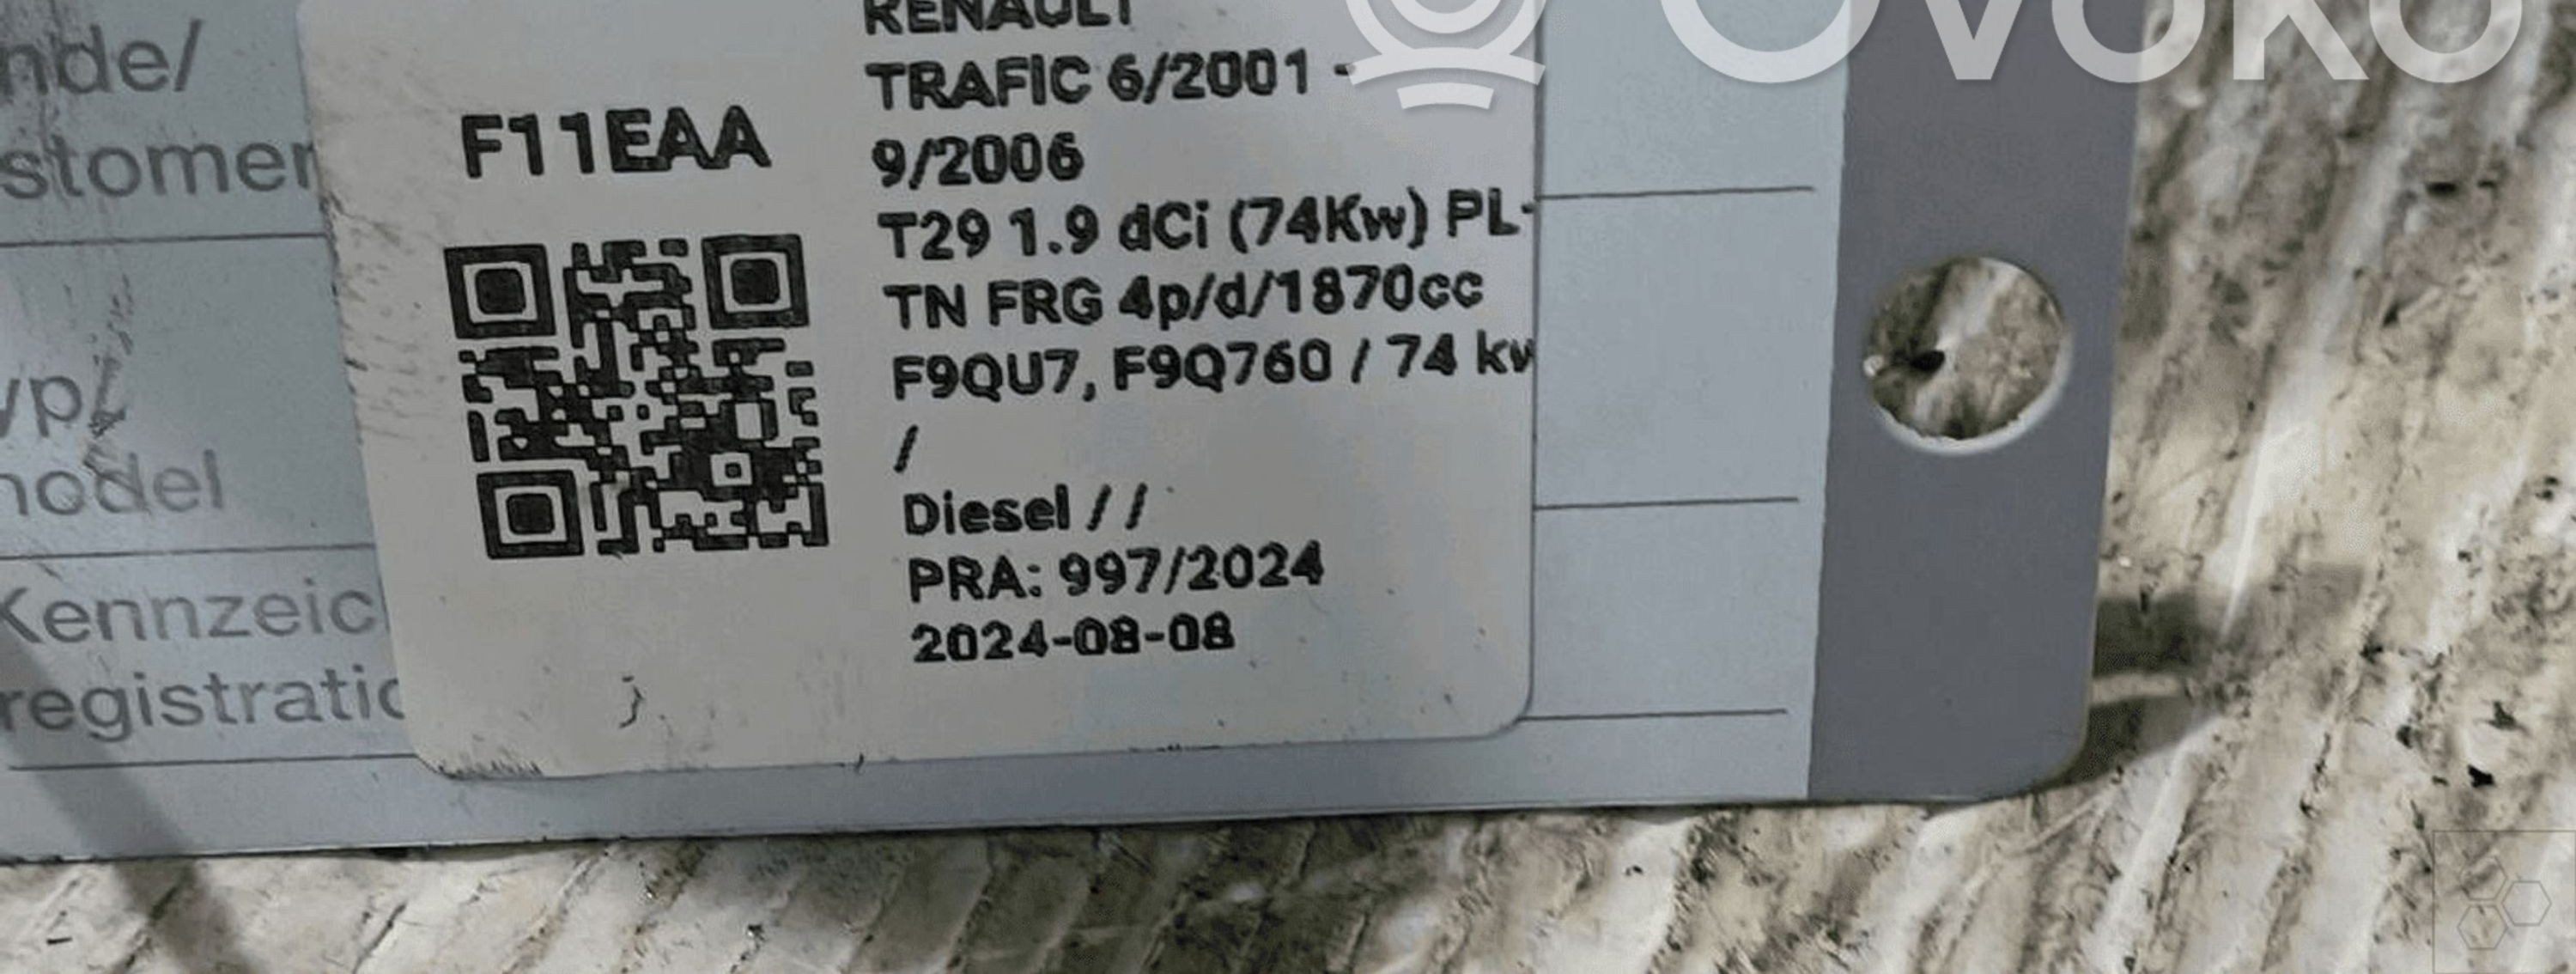 OVOKO
nde/
stomer
yp/
nodel
Kennzeic
registratic
F11EAA
RENAULT
TRAFIC 6/2001 -
9/2006
T29 1.9 dCi (74Kw) PL-
TN FRG 4p/d/1870cc
F9QU7, F9Q760 / 74 kw
/
Diesel / /
PRA: 997/2024
2024-08-08